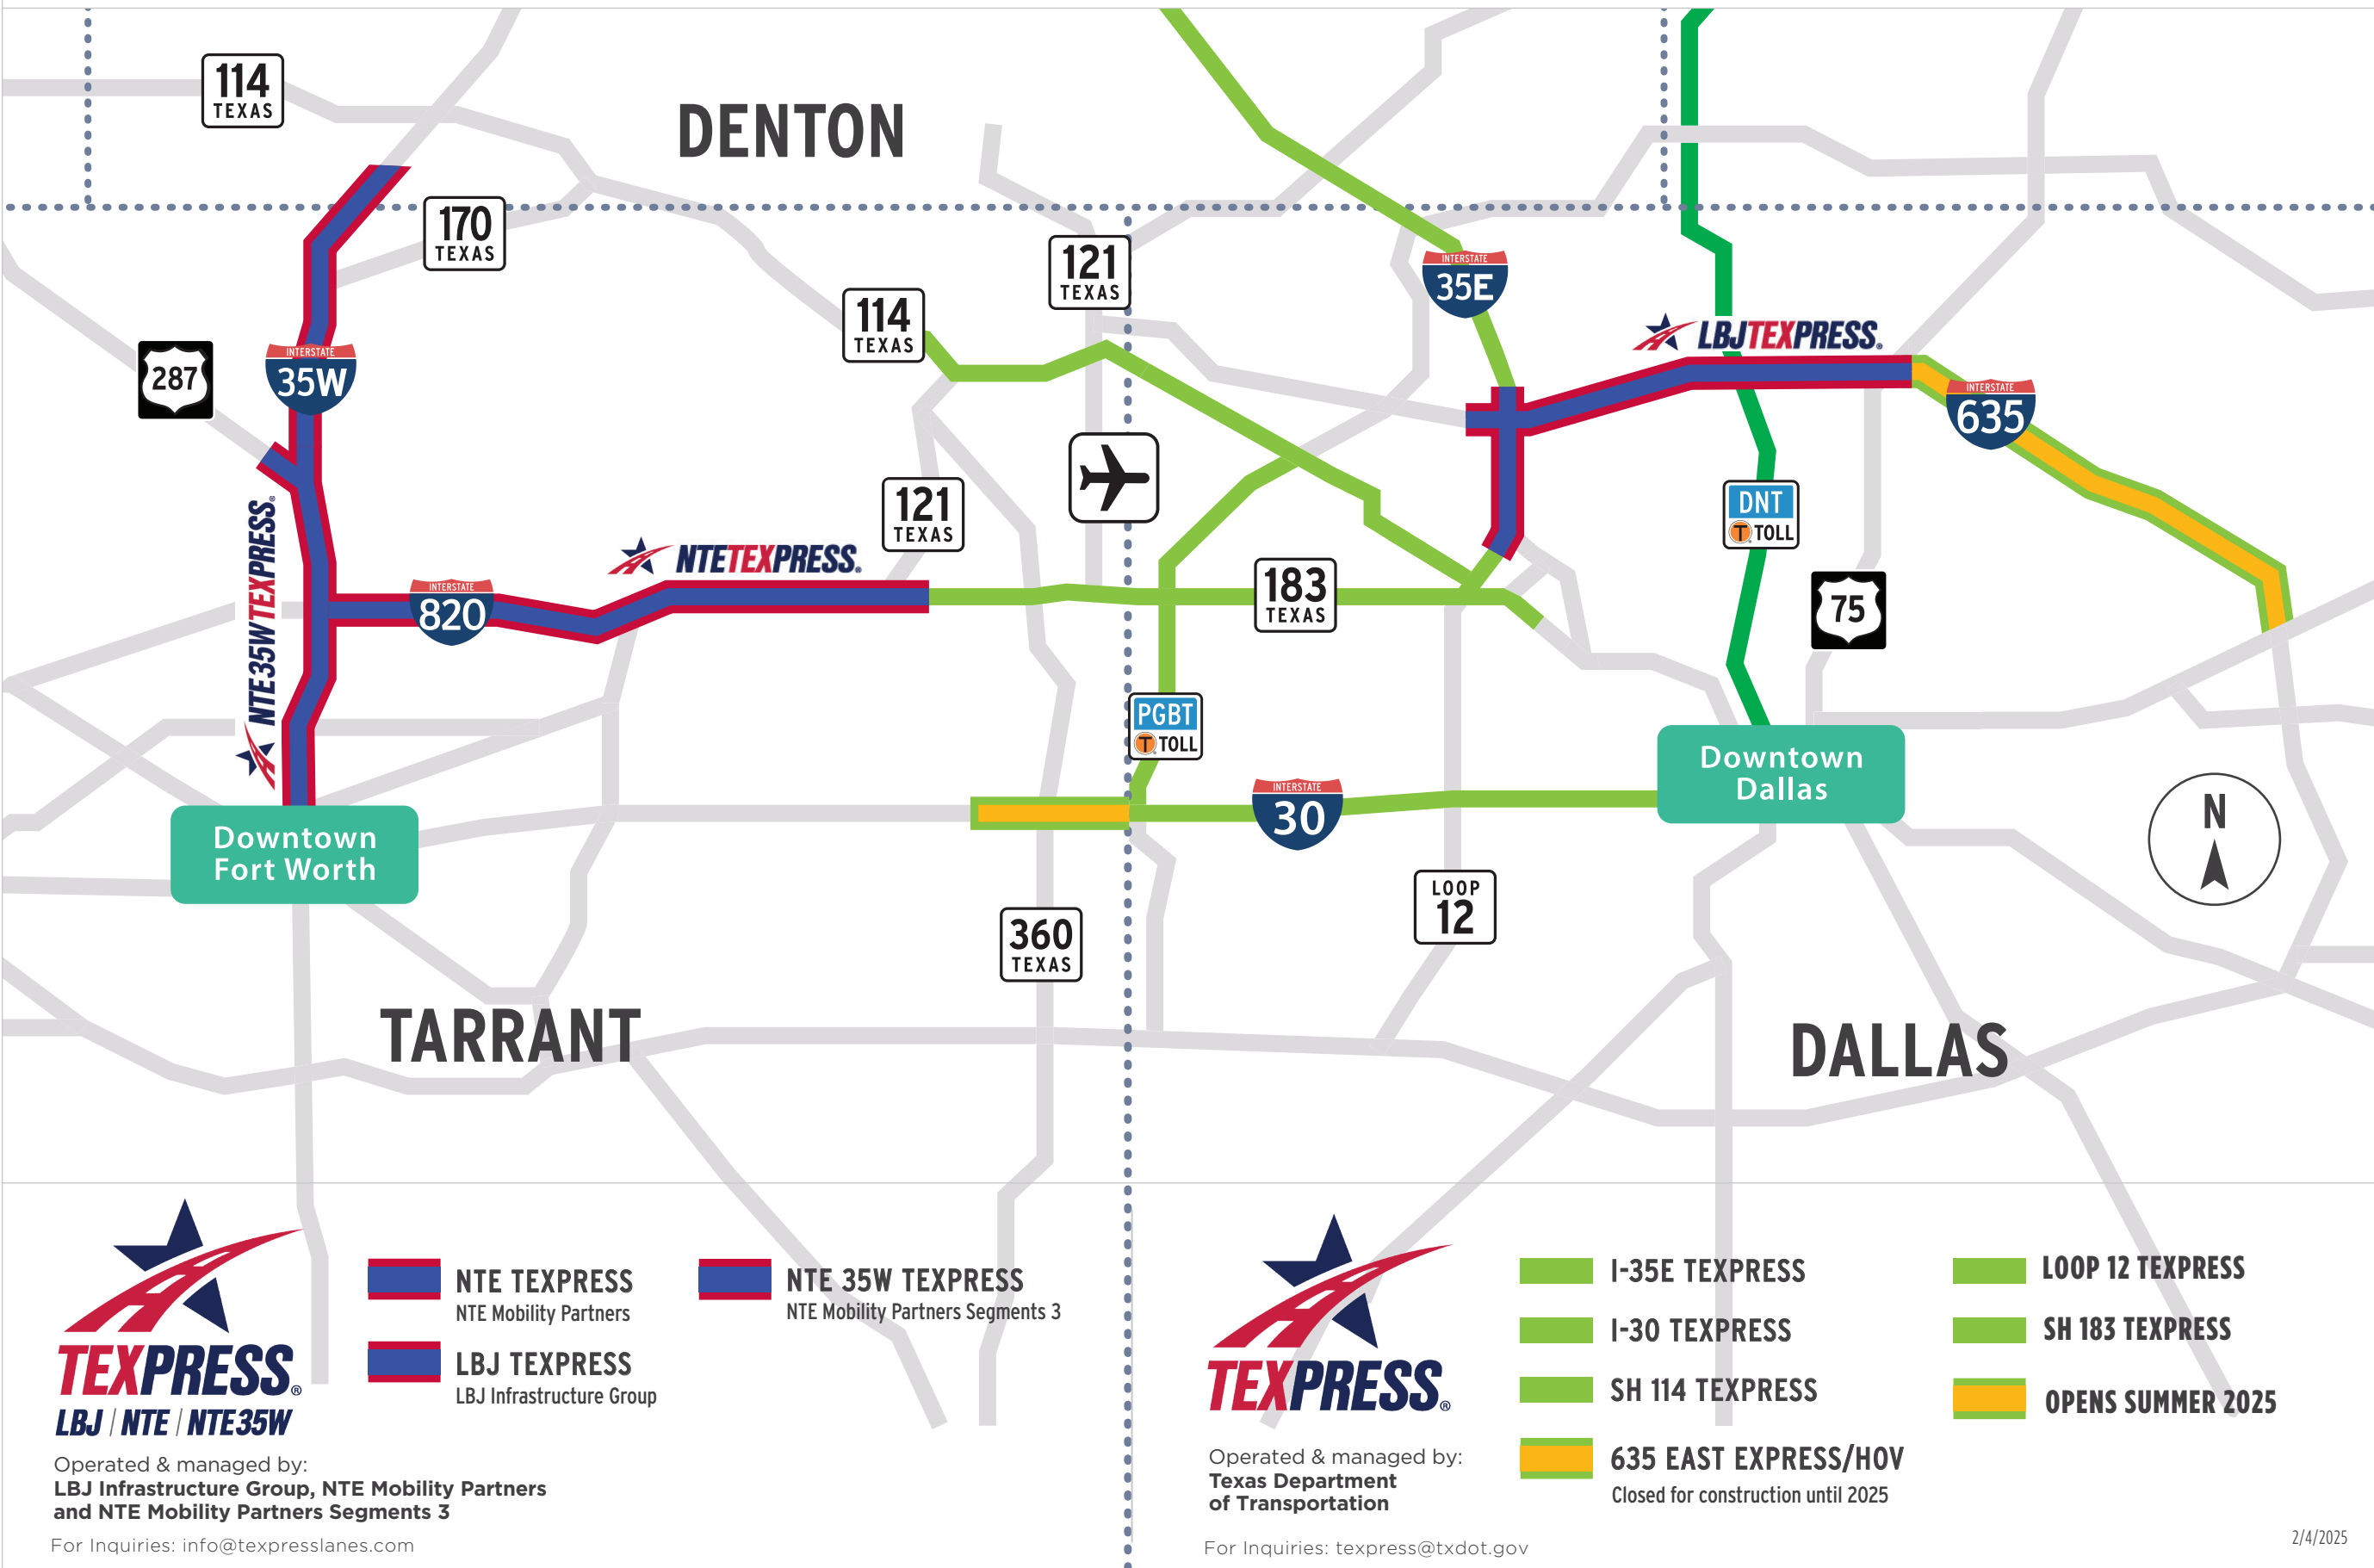 114
TEXAS
DENTON
170
TEXAS
121
TEXAS
INTERSTATE
35E
114
TEXAS
LBJTEXPRESS®
287
INTERSTATE
35W
INTERSTATE
635
121
TEXAS
DNT
T TOLL
NTE35WTEXPRESS®
NTETEXPRESS®
INTERSTATE
820
183
TEXAS
75
PGBT
T TOLL
Downtown
Dallas
INTERSTATE
30
N
Downtown
Fort Worth
LOOP
12
360
TEXAS
TARRANT
DALLAS
TEXPRESS®
LBJ | NTE | NTE35W
Operated & managed by:
LBJ Infrastructure Group, NTE Mobility Partners
and NTE Mobility Partners Segments 3
For Inquiries: info@texpresslanes.com
NTE TEXPRESS
NTE Mobility Partners
LBJ TEXPRESS
LBJ Infrastructure Group
NTE 35W TEXPRESS
NTE Mobility Partners Segments 3
TEXPRESS®
Operated & managed by:
Texas Department
of Transportation
For Inquiries: texpress@txdot.gov
I-35E TEXPRESS
I-30 TEXPRESS
SH 114 TEXPRESS
635 EAST EXPRESS/HOV
Closed for construction until 2025
LOOP 12 TEXPRESS
SH 183 TEXPRESS
OPENS SUMMER 2025
2/4/2025